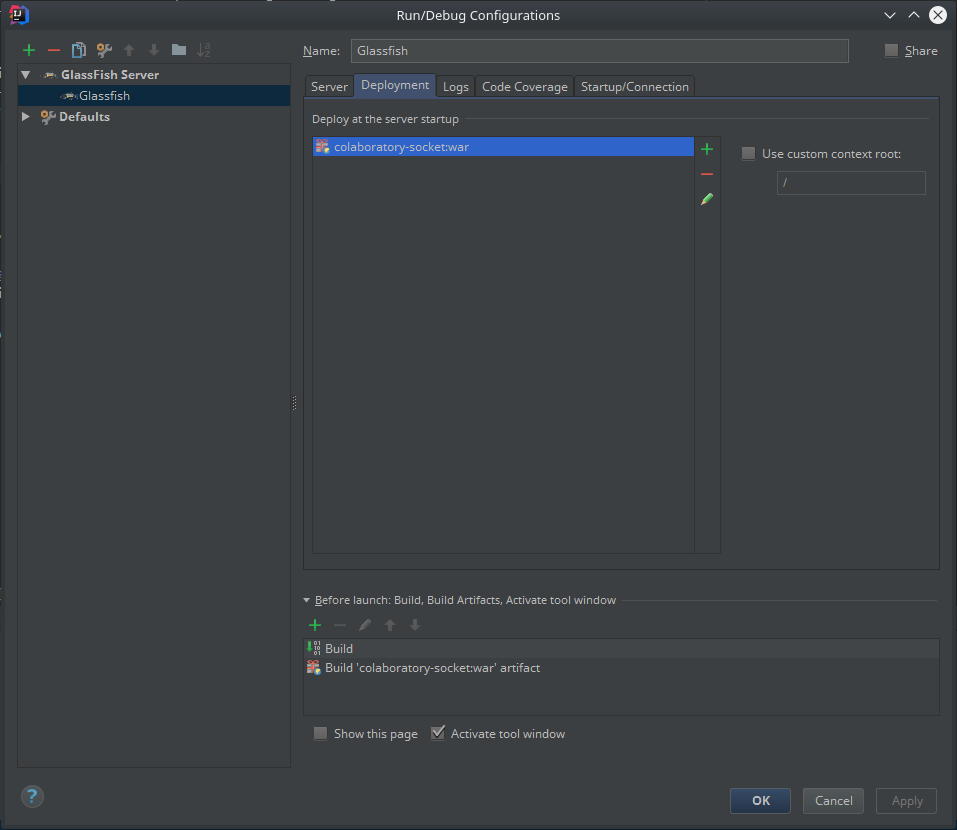 Run/Debug Configurations
Name: Glassfish Share
GlassFish Server
Glassfish
Defaults
Server Deployment Logs Code Coverage Startup/Connection
Deploy at the server startup
colaboratory-socket:war
Use custom context root:
/
Before launch: Build, Build Artifacts, Activate tool window
Build
Build 'colaboratory-socket:war' artifact
Show this page Activate tool window
? OK Cancel Apply